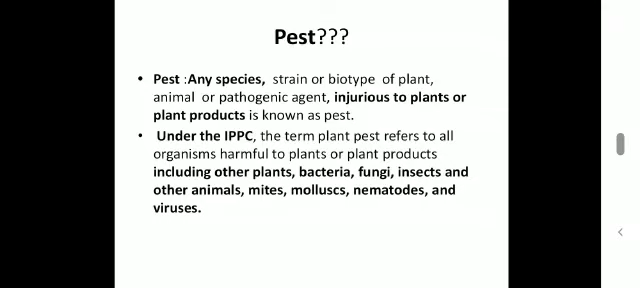 Pest???
• Pest :Any species, strain or biotype of plant,
animal or pathogenic agent, injurious to plants or
plant products is known as pest.
• Under the IPPC, the term plant pest refers to all
organisms harmful to plants or plant products
including other plants, bacteria, fungi, insects and
other animals, mites, molluscs, nematodes, and
viruses.